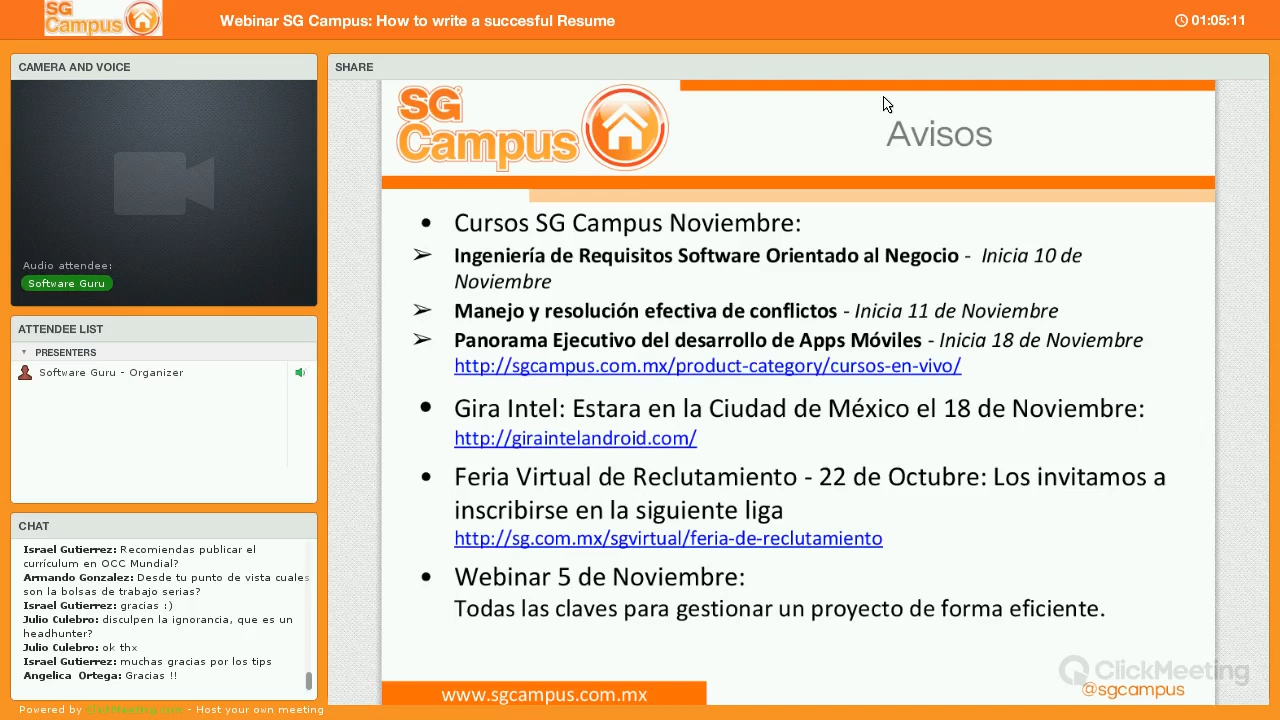 SG Campus
Webinar SG Campus: How to write a succesful Resume
01:05:11
CAMERA AND VOICE
Audio attendee:
Software Guru
ATTENDEE LIST
PRESENTERS
Software Guru - Organizer
CHAT
Israel Gutierrez: Recomiendas publicar el
currículum en OCC Mundial?
Armando Gonzalez: Desde tu punto de vista cuales
son la bolsas de trabajo serias?
Israel Gutierrez: gracias :)
Julio Culebro: disculpen la ignorancia, que es un
headhunter?
Julio Culebro: ok thx
Israel Gutierrez: muchas gracias por los tips
Angelica Ortega: Gracias !!
Powered by ClickMeeting.com - Host your own meeting
SHARE
SG
Campus
Avisos
• Cursos SG Campus Noviembre:
➢ Ingeniería de Requisitos Software Orientado al Negocio - Inicia 10 de
Noviembre
➢ Manejo y resolución efectiva de conflictos - Inicia 11 de Noviembre
➢ Panorama Ejecutivo del desarrollo de Apps Móviles - Inicia 18 de Noviembre
http://sgcampus.com.mx/product-category/cursos-en-vivo/
• Gira Intel: Estara en la Ciudad de México el 18 de Noviembre:
http://giraintelandroid.com/
• Feria Virtual de Reclutamiento - 22 de Octubre: Los invitamos a
inscribirse en la siguiente liga
http://sg.com.mx/sgvirtual/feria-de-reclutamiento
• Webinar 5 de Noviembre:
Todas las claves para gestionar un proyecto de forma eficiente.
ClickMeeting
www.sgcampus.com.mx
@sgcampus